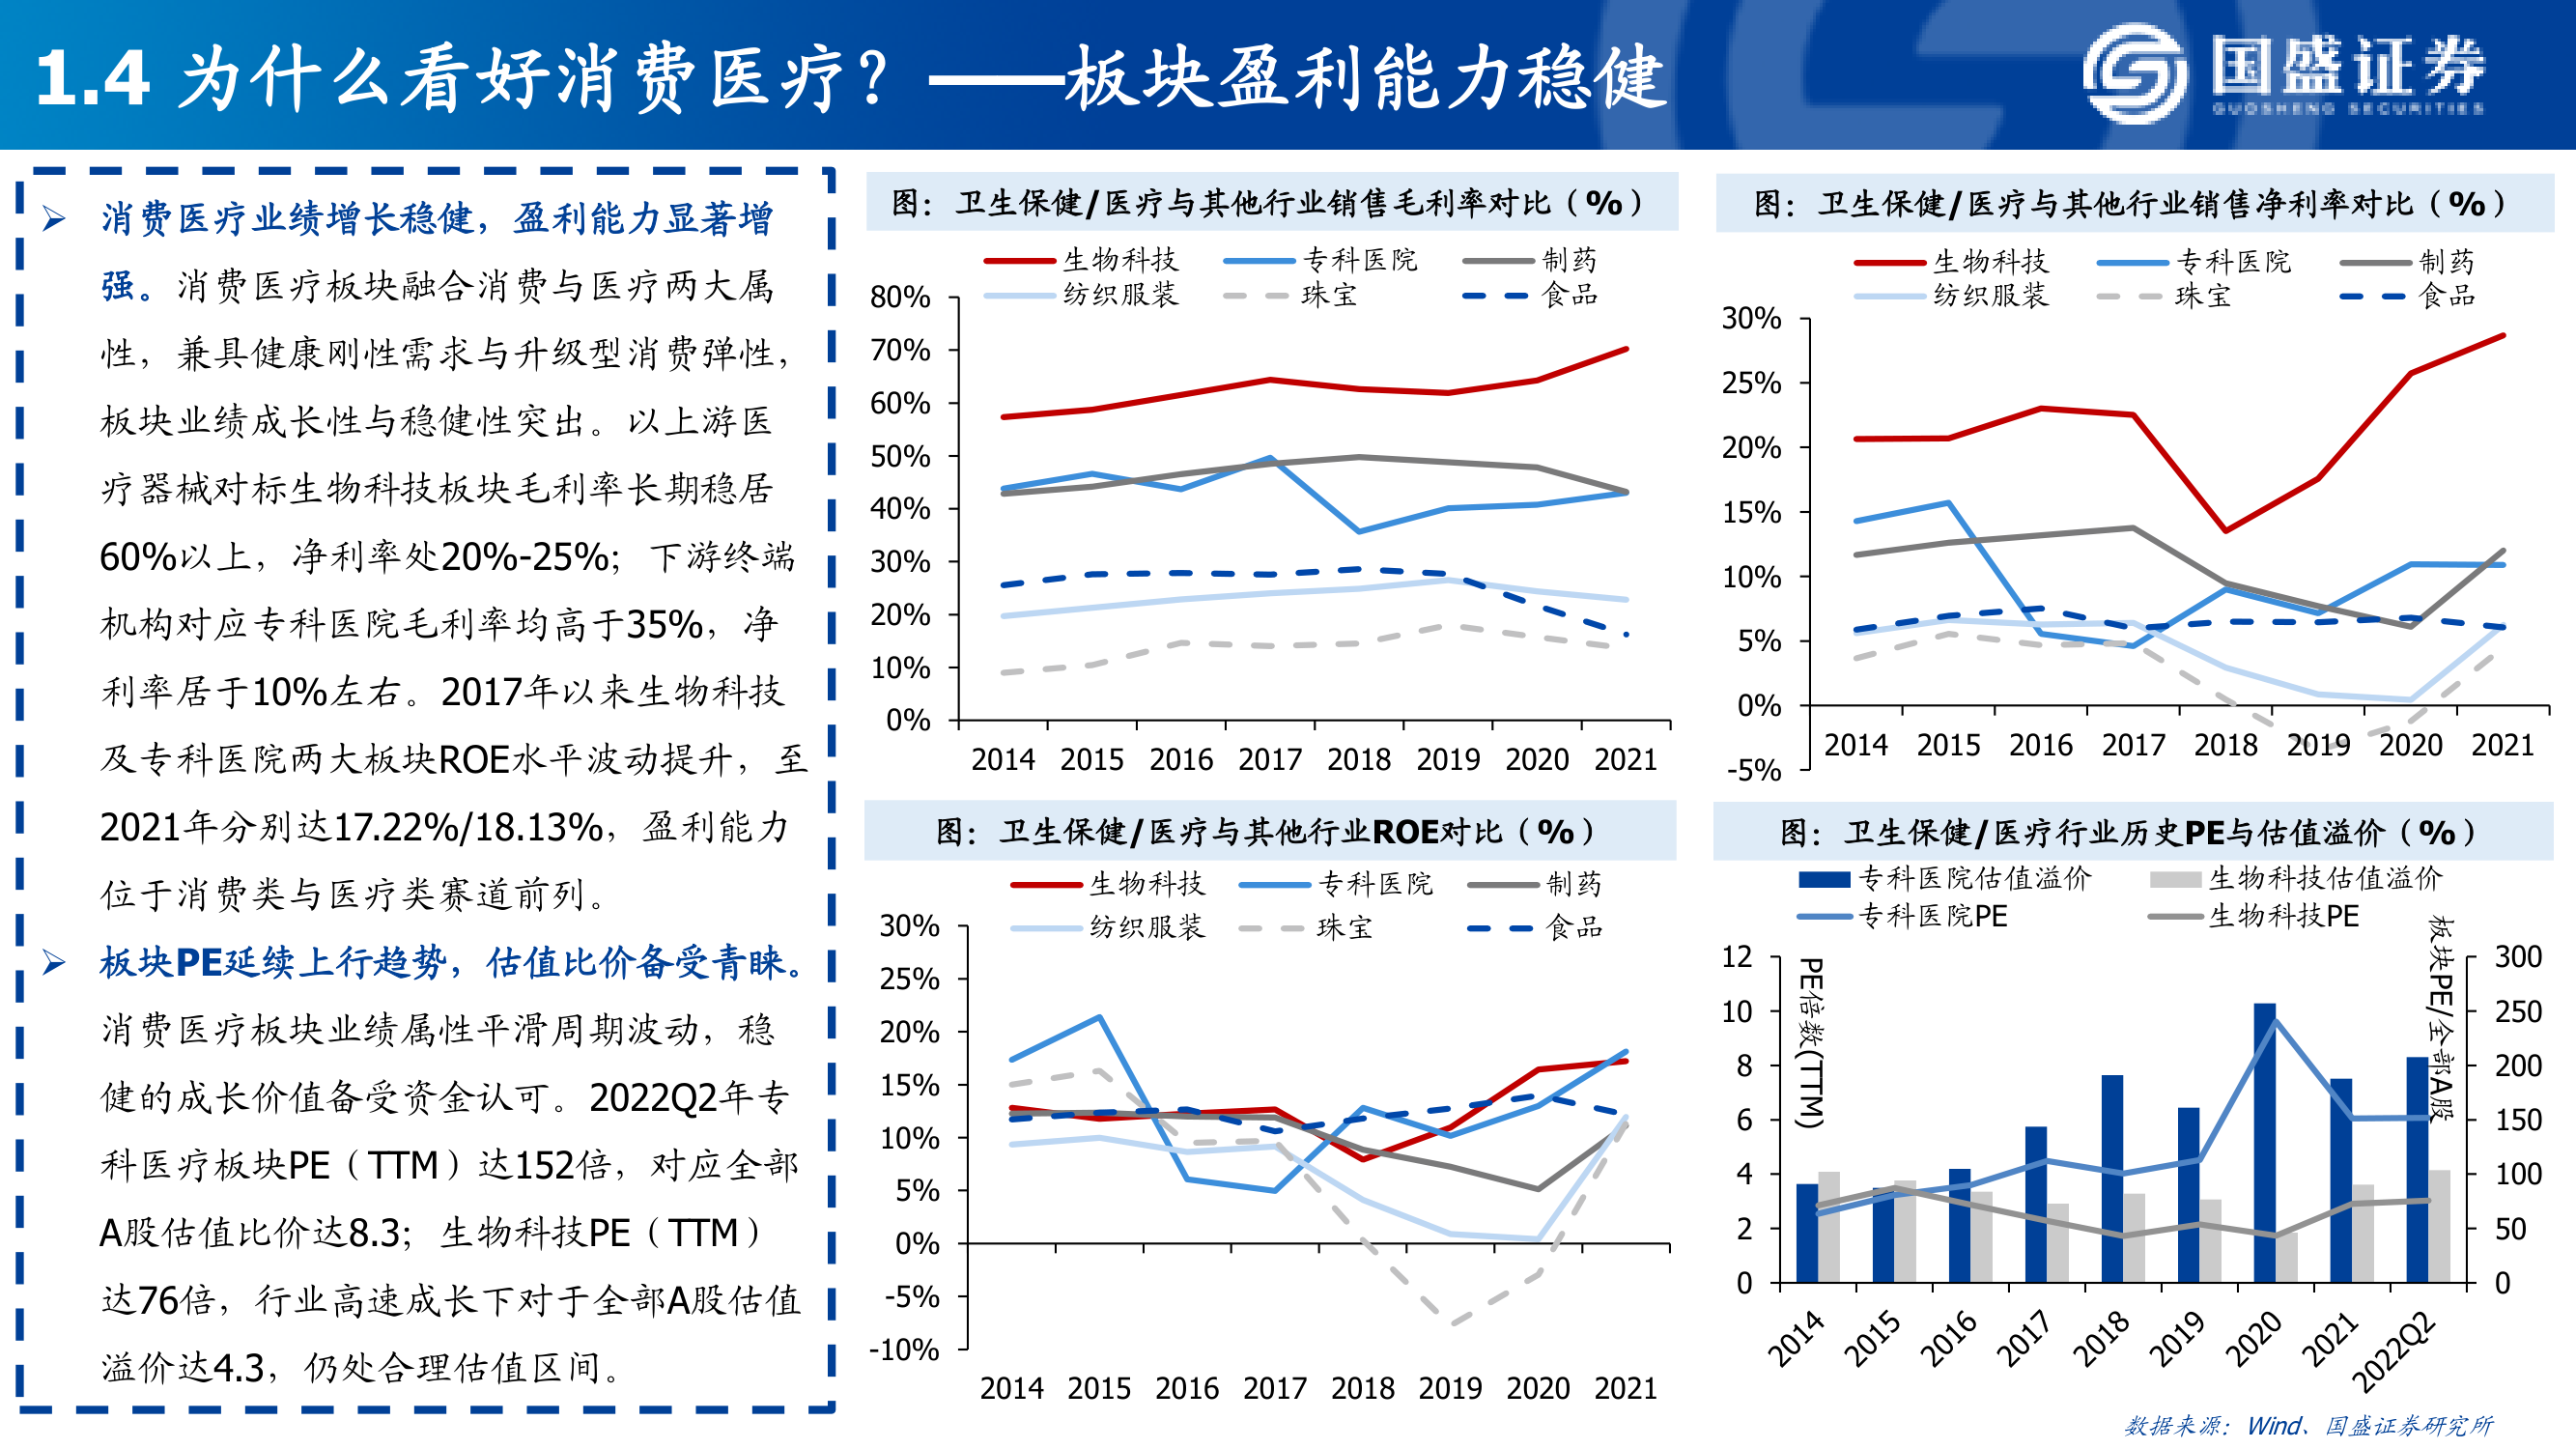 1.4 为什么看好消费医疗？——板块盈利能力稳健
国盛证券
GUOSHENG SECURITIES
➢ 消费医疗业绩增长稳健，盈利能力显著增
强。消费医疗板块融合消费与医疗两大属
性，兼具健康刚性需求与升级型消费弹性，
板块业绩成长性与稳健性突出。以上游医
疗器械对标生物科技板块毛利率长期稳居
60%以上，净利率处20%-25%；下游终端
机构对应专科医院毛利率均高于35%，净
利率居于10%左右。2017年以来生物科技
及专科医院两大板块ROE水平波动提升，至
2021年分别达17.22%/18.13%，盈利能力
位于消费类与医疗类赛道前列。
➢ 板块PE延续上行趋势，估值比价备受青睐。
消费医疗板块业绩属性平滑周期波动，稳
健的成长价值备受资金认可。2022Q2年专
科医疗板块PE（TTM）达152倍，对应全部
A股估值比价达8.3；生物科技PE（TTM）
达76倍，行业高速成长下对于全部A股估值
溢价达4.3，仍处合理估值区间。
图：卫生保健/医疗与其他行业销售毛利率对比（%）
生物科技 专科医院 制药
纺织服装 珠宝 食品
80%
70%
60%
50%
40%
30%
20%
10%
0%
2014 2015 2016 2017 2018 2019 2020 2021
图：卫生保健/医疗与其他行业销售净利率对比（%）
生物科技 专科医院 制药
纺织服装 珠宝 食品
30%
25%
20%
15%
10%
5%
0%
-5%
2014 2015 2016 2017 2018 2019 2020 2021
图：卫生保健/医疗与其他行业ROE对比（%）
生物科技 专科医院 制药
纺织服装 珠宝 食品
30%
25%
20%
15%
10%
5%
0%
-5%
-10%
2014 2015 2016 2017 2018 2019 2020 2021
图：卫生保健/医疗行业历史PE与估值溢价（%）
专科医院估值溢价 生物科技估值溢价
专科医院PE 生物科技PE
PE倍数(TTM)
板块PE/全部A股
12
10
8
6
4
2
0
300
250
200
150
100
50
0
2014 2015 2016 2017 2018 2019 2020 2021 2022Q2
数据来源：Wind、国盛证券研究所